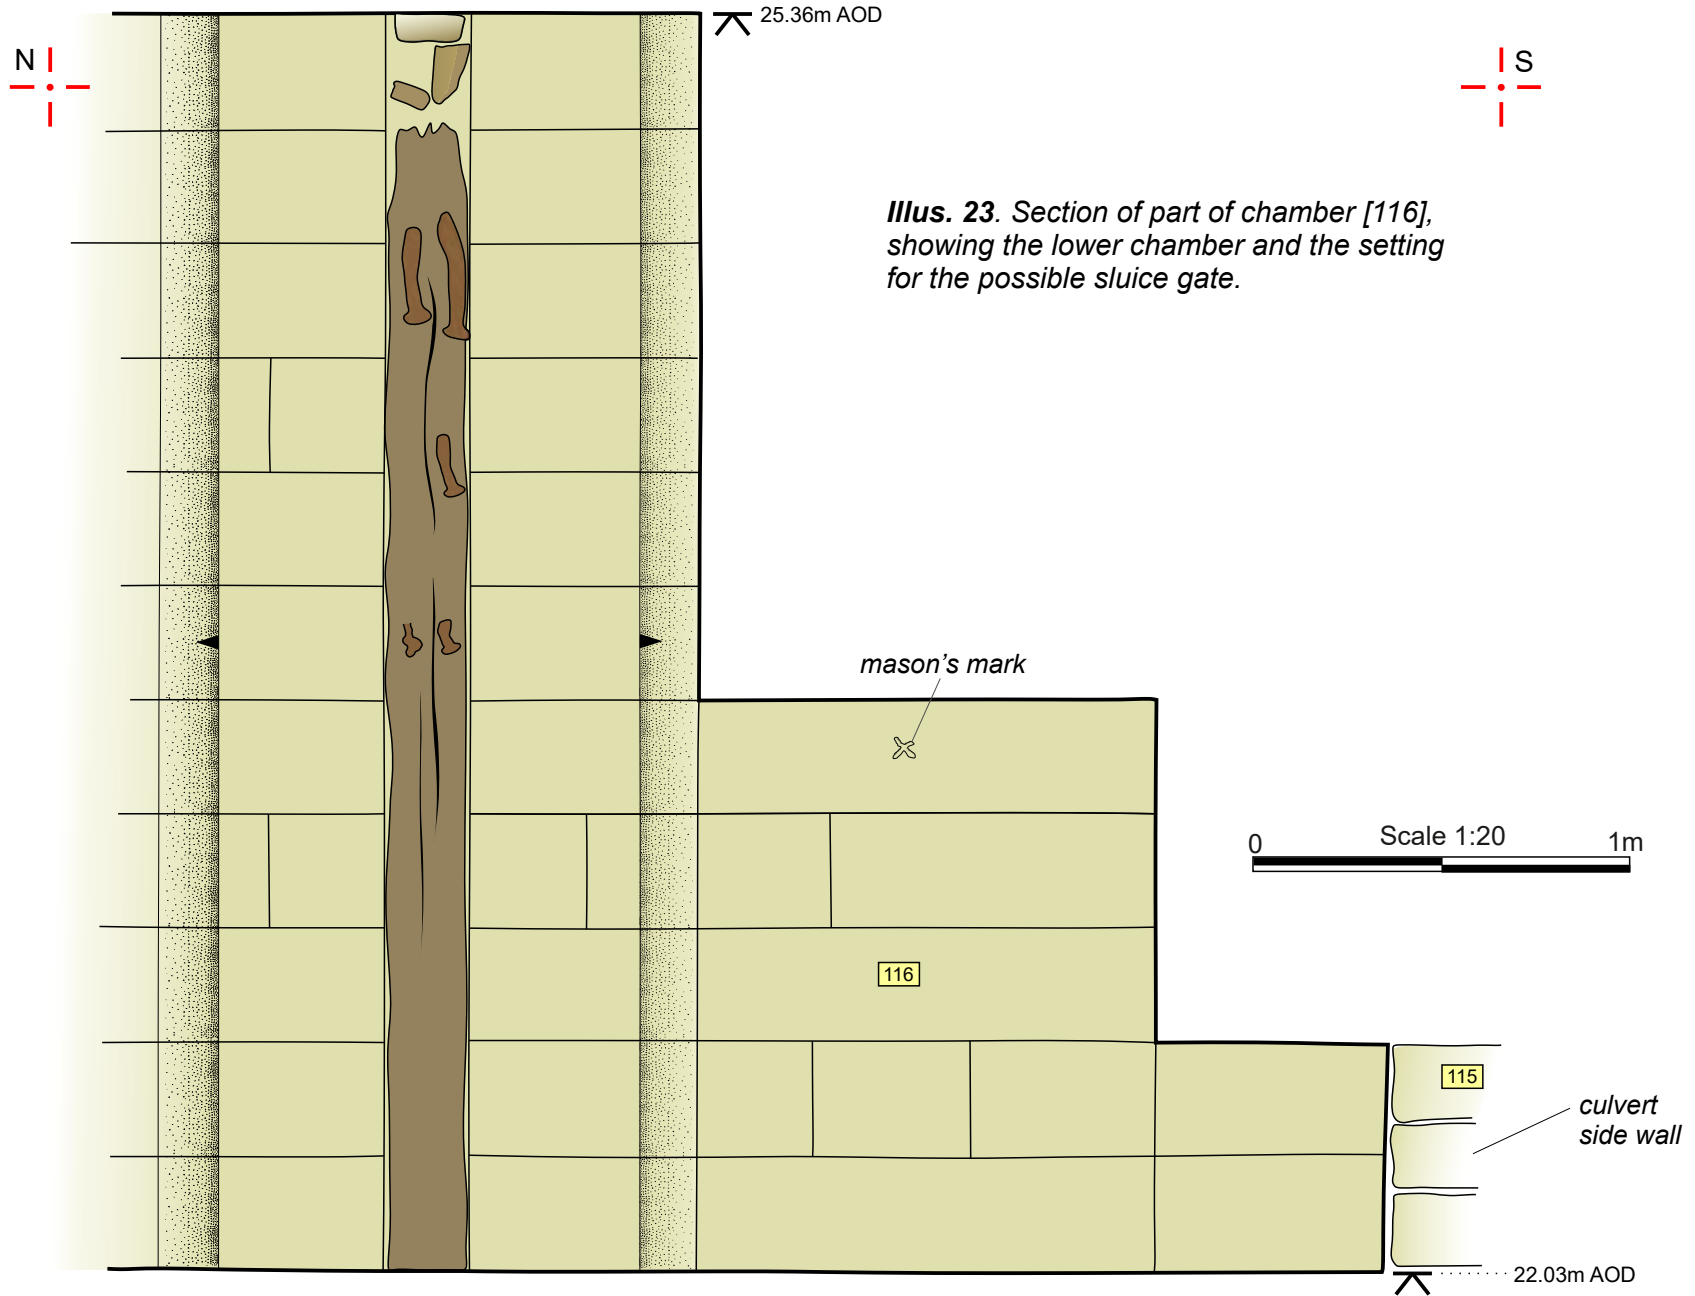 25.36m AOD
N
S
Illus. 23. Section of part of chamber [116],
showing the lower chamber and the setting
for the possible sluice gate.
mason's mark
0 Scale 1:20 1m
116
115
culvert
side wall
22.03m AOD